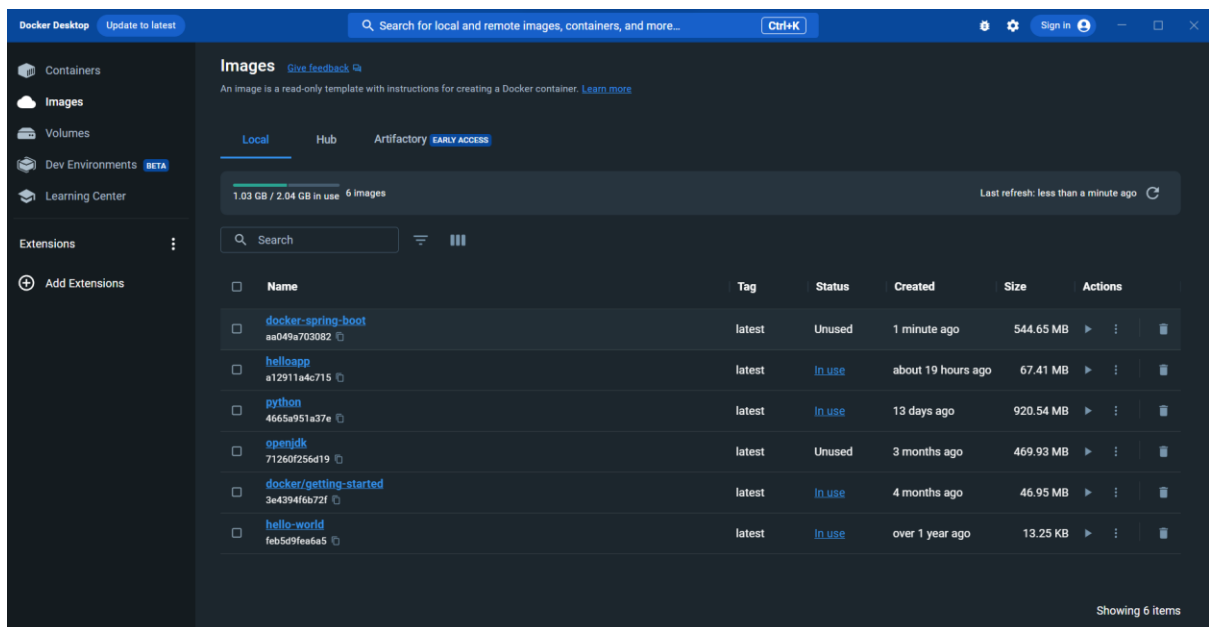 Docker Desktop Update to latest Search for local and remote images, containers, and more... Ctrl+K Sign in
Containers
Images
Volumes
Dev Environments BETA
Learning Center
Extensions
Add Extensions
Images Give feedback
An image is a read-only template with instructions for creating a Docker container. Learn more
Local Hub Artifactory EARLY ACCESS
1.03 GB / 2.04 GB in use 6 images Last refresh: less than a minute ago
Search
Name Tag Status Created Size Actions
docker-spring-boot
aa049a703082 latest Unused 1 minute ago 544.65 MB
helloapp
a12911a4c715 latest In use about 19 hours ago 67.41 MB
python
4665a951a37e latest In use 13 days ago 920.54 MB
openjdk
71260f256d19 latest Unused 3 months ago 469.93 MB
docker/getting-started
3e4394f6b72f latest In use 4 months ago 46.95 MB
hello-world
feb5d9fea6a5 latest In use over 1 year ago 13.25 KB
Showing 6 items